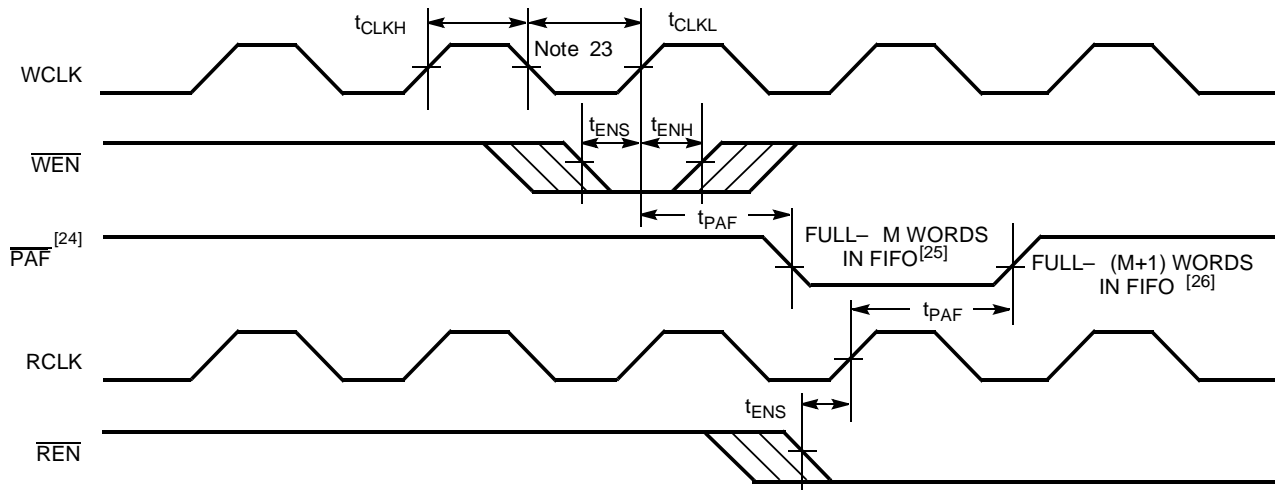 tCLKH
tCLKL
Note 23
WCLK
tENS
tENH
WEN
tPAF
PAF [24]
FULL– M WORDS
IN FIFO[25]
FULL– (M+1) WORDS
IN FIFO [26]
tPAF
RCLK
tENS
REN